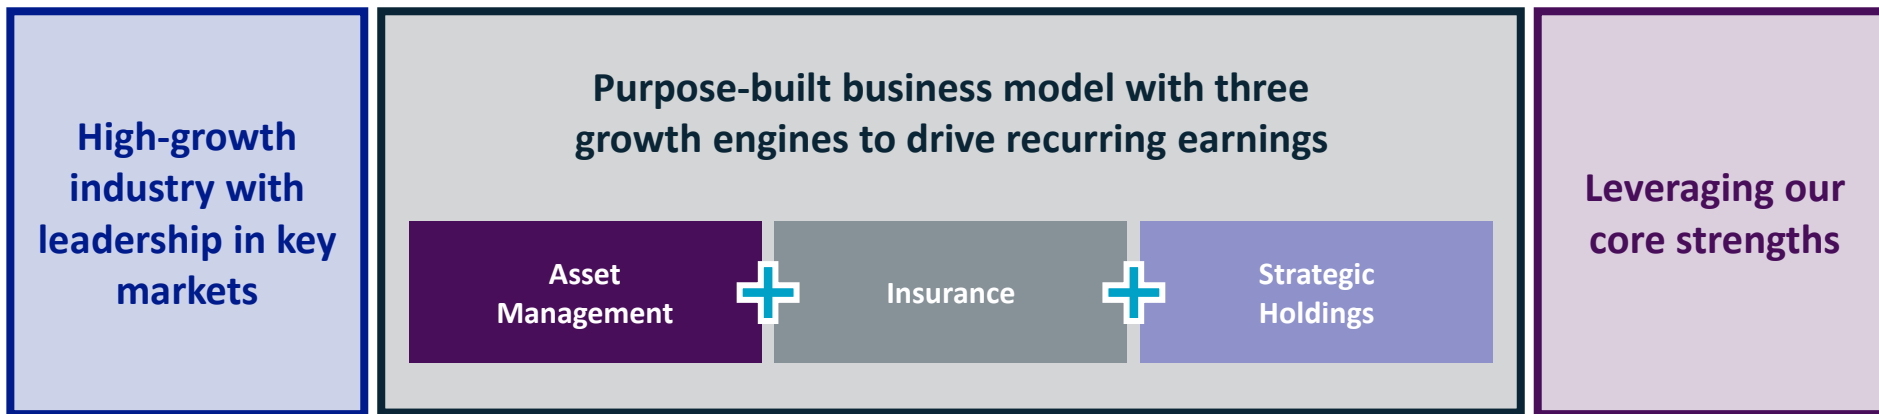 High-growth
industry with
leadership in key
markets
Purpose-built business model with three
growth engines to drive recurring earnings
Asset
Management
Insurance
Strategic
Holdings
Leveraging our
core strengths